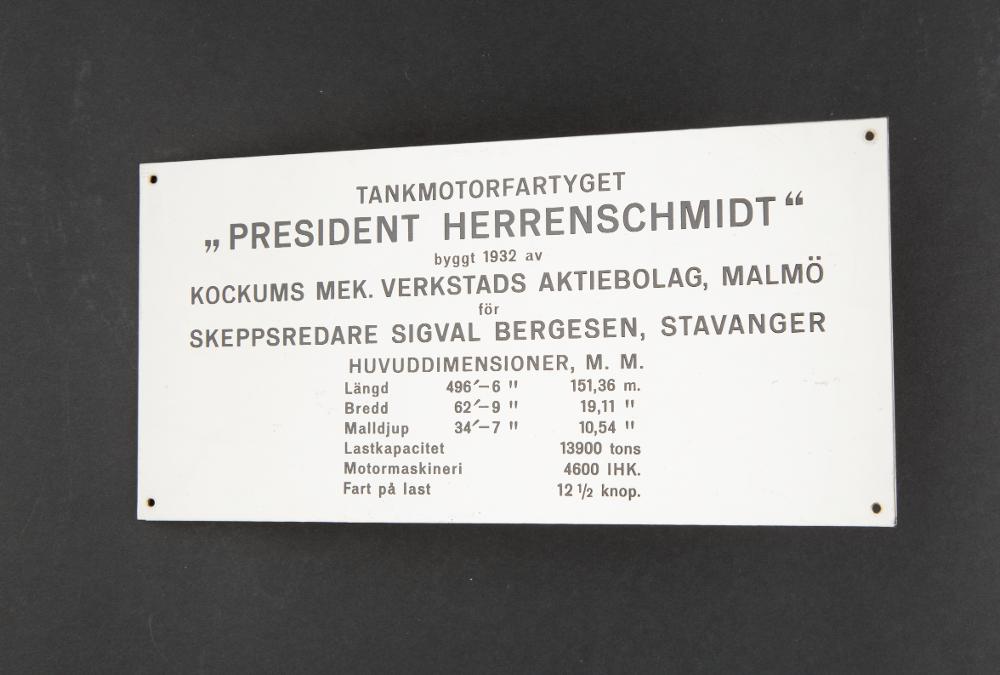 TANKMOTORFARTYGET
„PRESIDENT HERRENSCHMIDT“
byggt 1932 av
KOCKUMS MEK. VERKSTADS AKTIEBOLAG, MALMÖ
för
SKEPPSREDARE SIGVAL BERGESEN, STAVANGER
HUVUDDIMENSIONER, M. M.
Längd 496′–6 " 151,36 m.
Bredd 62′–9 " 19,11 "
Malldjup 34′–7 " 10,54 "
Lastkapacitet 13900 tons
Motormaskineri 4600 IHK.
Fart på last 12 1/2 knop.